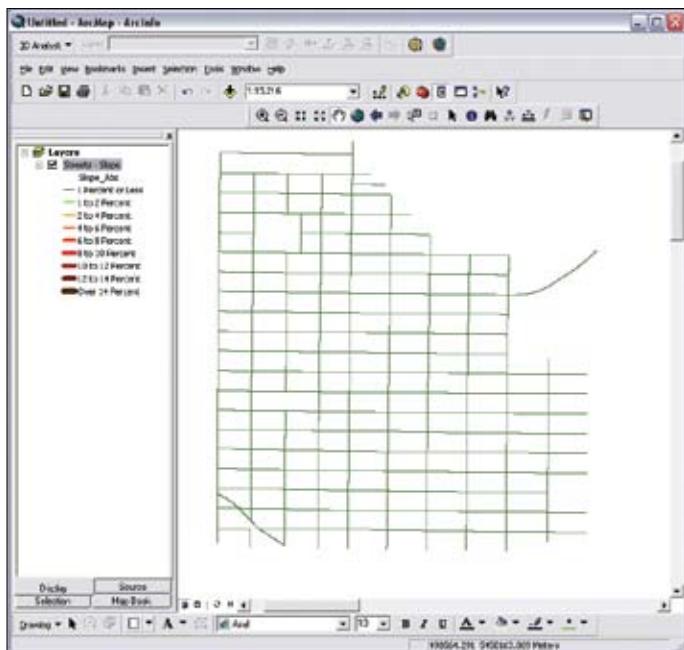 Untitled - ArcMap - ArcInfo
3D Analyst
File Edit View Bookmarks Insert Selection Tools Window Help
Layers
Streets - Slope
Slope_Abs
1 Percent or Less
1 to 2 Percent
2 to 4 Percent
4 to 6 Percent
6 to 8 Percent
8 to 10 Percent
10 to 12 Percent
12 to 14 Percent
Over 14 Percent
Display Source
Selection Map Book
Drawing A Arial 10 B I U A
Meters